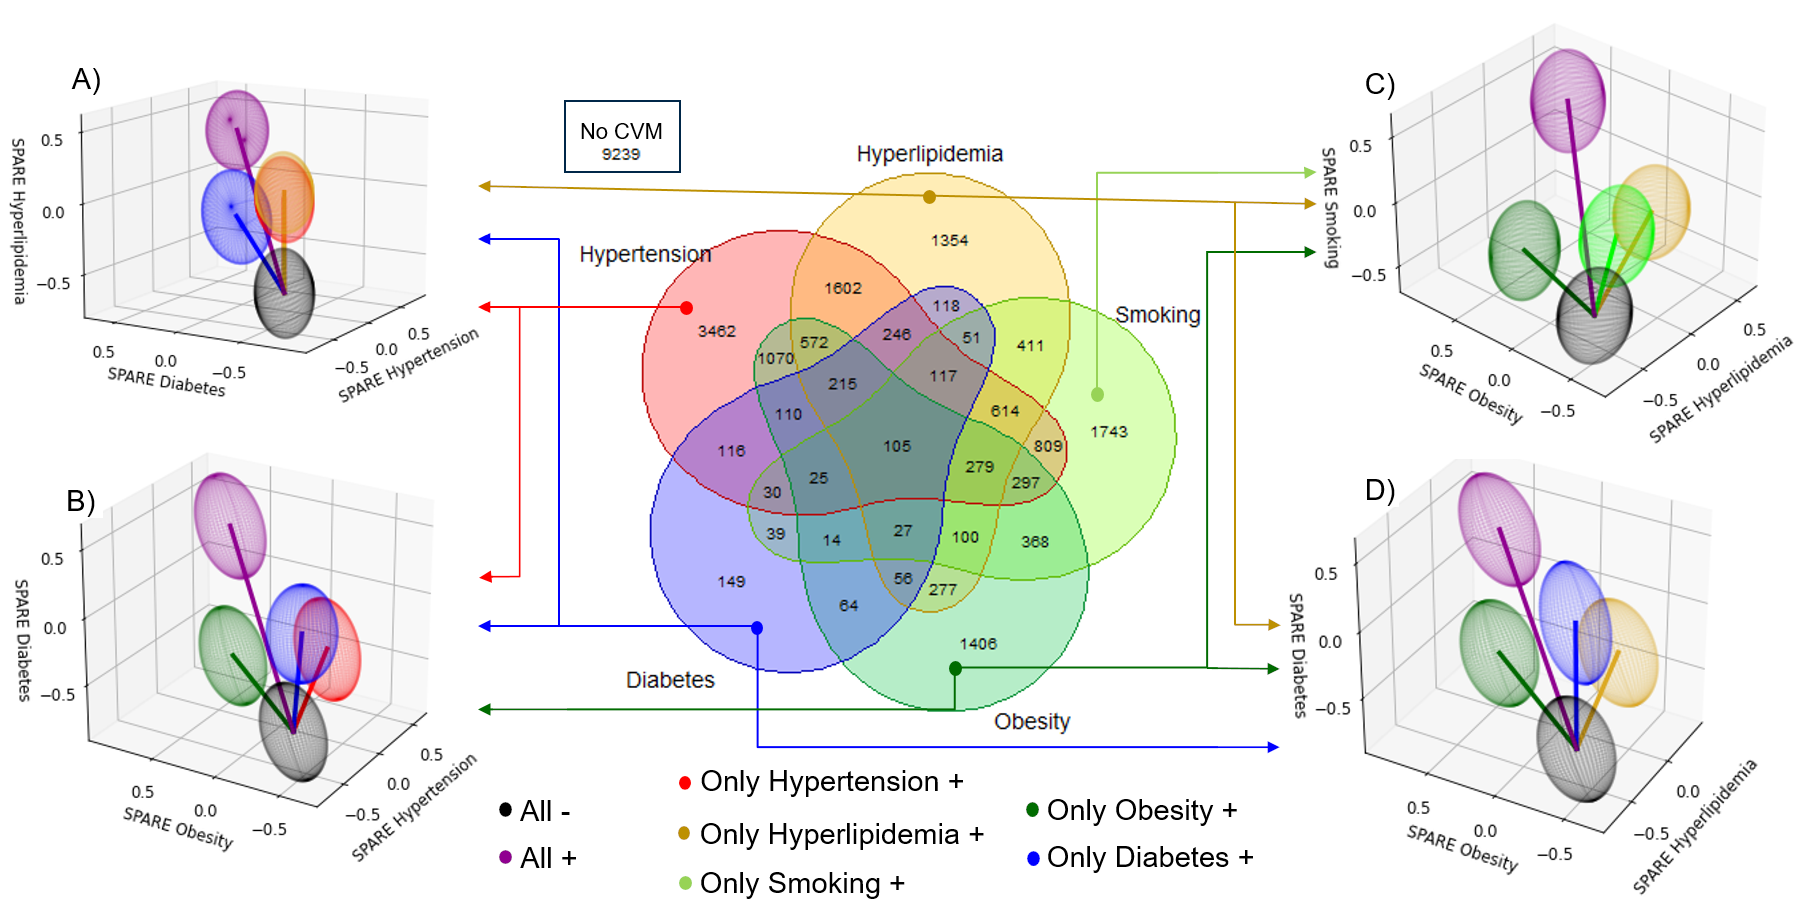 A)
SPARE Hyperlipidemia
0.5
0.0
−0.5
0.5
0.0
−0.5
SPARE Diabetes
−0.5
0.0
0.5
SPARE Hypertension
B)
SPARE Diabetes
0.5
0.0
−0.5
0.5
0.0
−0.5
SPARE Obesity
−0.5
0.0
0.5
SPARE Hypertension
No CVM
9239
Hyperlipidemia
Hypertension
Smoking
Diabetes
Obesity
1354
1602
118
3462
246
51
411
572
1070
117
215
614
110
1743
809
116
105
279
25
297
30
39
14
27
100
368
149
56
277
64
1406
All -
All +
Only Hypertension +
Only Hyperlipidemia +
Only Smoking +
Only Obesity +
Only Diabetes +
C)
SPARE Smoking
0.5
0.0
−0.5
0.5
0.0
−0.5
SPARE Obesity
−0.5
0.0
0.5
SPARE Hyperlipidemia
D)
SPARE Diabetes
0.5
0.0
−0.5
0.5
0.0
−0.5
SPARE Obesity
−0.5
0.0
SPARE Hyperlipidemia